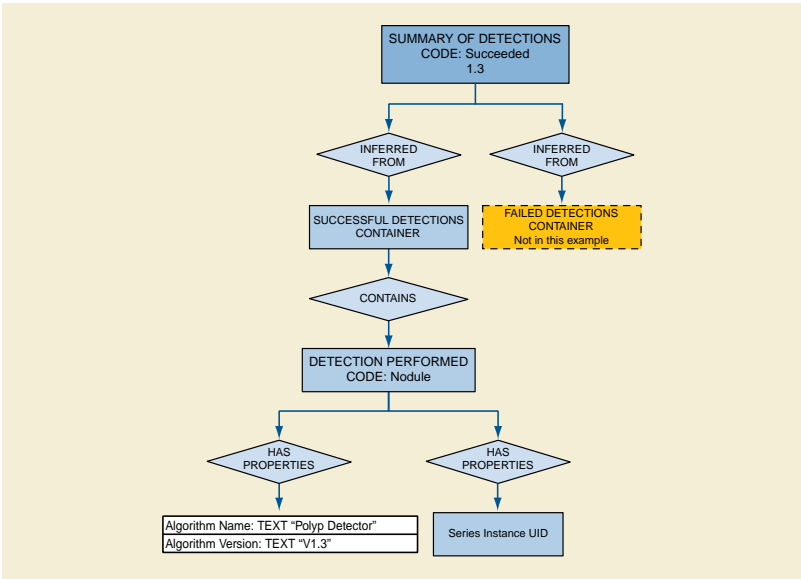 SUMMARY OF DETECTIONS
CODE: Succeeded
1.3
INFERRED
FROM
INFERRED
FROM
SUCCESSFUL DETECTIONS
CONTAINER
FAILED DETECTIONS
CONTAINER
Not in this example
CONTAINS
DETECTION PERFORMED
CODE: Nodule
HAS
PROPERTIES
HAS
PROPERTIES
Algorithm Name: TEXT “Polyp Detector”
Algorithm Version: TEXT “V1.3”
Series Instance UID